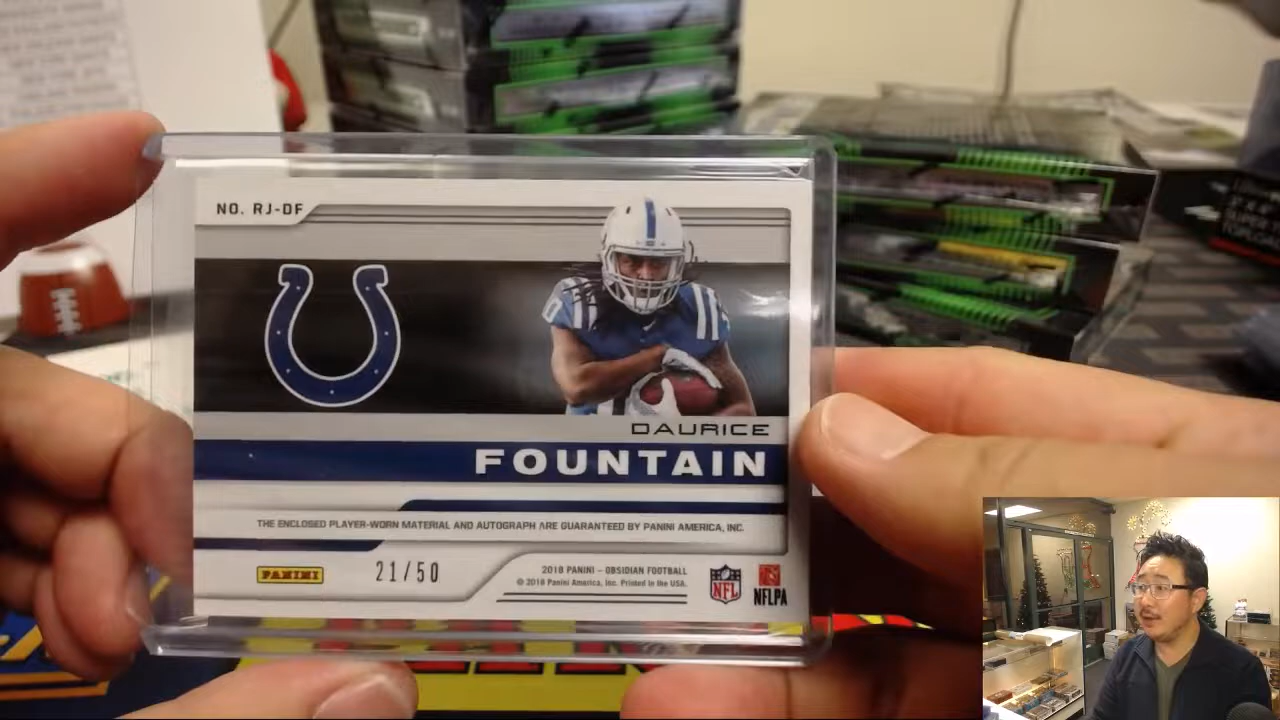 NO. RJ-DF
DAURICE
FOUNTAIN
THE ENCLOSED PLAYER-WORN MATERIAL AND AUTOGRAPH ARE GUARANTEED BY PANINI AMERICA, INC.
PANINI
21/50
2018 PANINI – OBSIDIAN FOOTBALL
© 2018 Panini America, Inc. Printed in the USA.
NFL
NFLPA